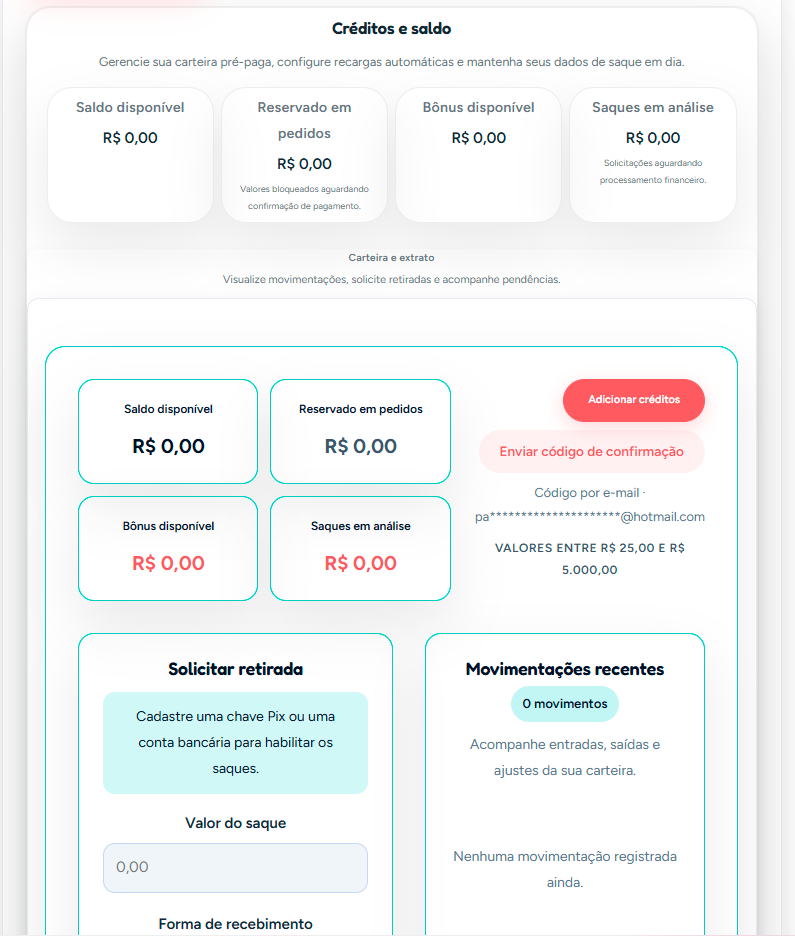 Créditos e saldo
Gerencie sua carteira pré-paga, configure recargas automáticas e mantenha seus dados de saque em dia.
Saldo disponível
R$ 0,00
Reservado em
pedidos
R$ 0,00
Valores bloqueados aguardando
confirmação de pagamento.
Bônus disponível
R$ 0,00
Saques em análise
R$ 0,00
Solicitações aguardando
processamento financeiro.
Carteira e extrato
Visualize movimentações, solicite retiradas e acompanhe pendências.
Saldo disponível
R$ 0,00
Reservado em pedidos
R$ 0,00
Bônus disponível
R$ 0,00
Saques em análise
R$ 0,00
Adicionar créditos
Enviar código de confirmação
Código por e-mail ·
pa*********************@hotmail.com
VALORES ENTRE R$ 25,00 E R$
5.000,00
Solicitar retirada
Cadastre uma chave Pix ou uma
conta bancária para habilitar os
saques.
Valor do saque
0,00
Forma de recebimento
Movimentações recentes
0 movimentos
Acompanhe entradas, saídas e
ajustes da sua carteira.
Nenhuma movimentação registrada
ainda.